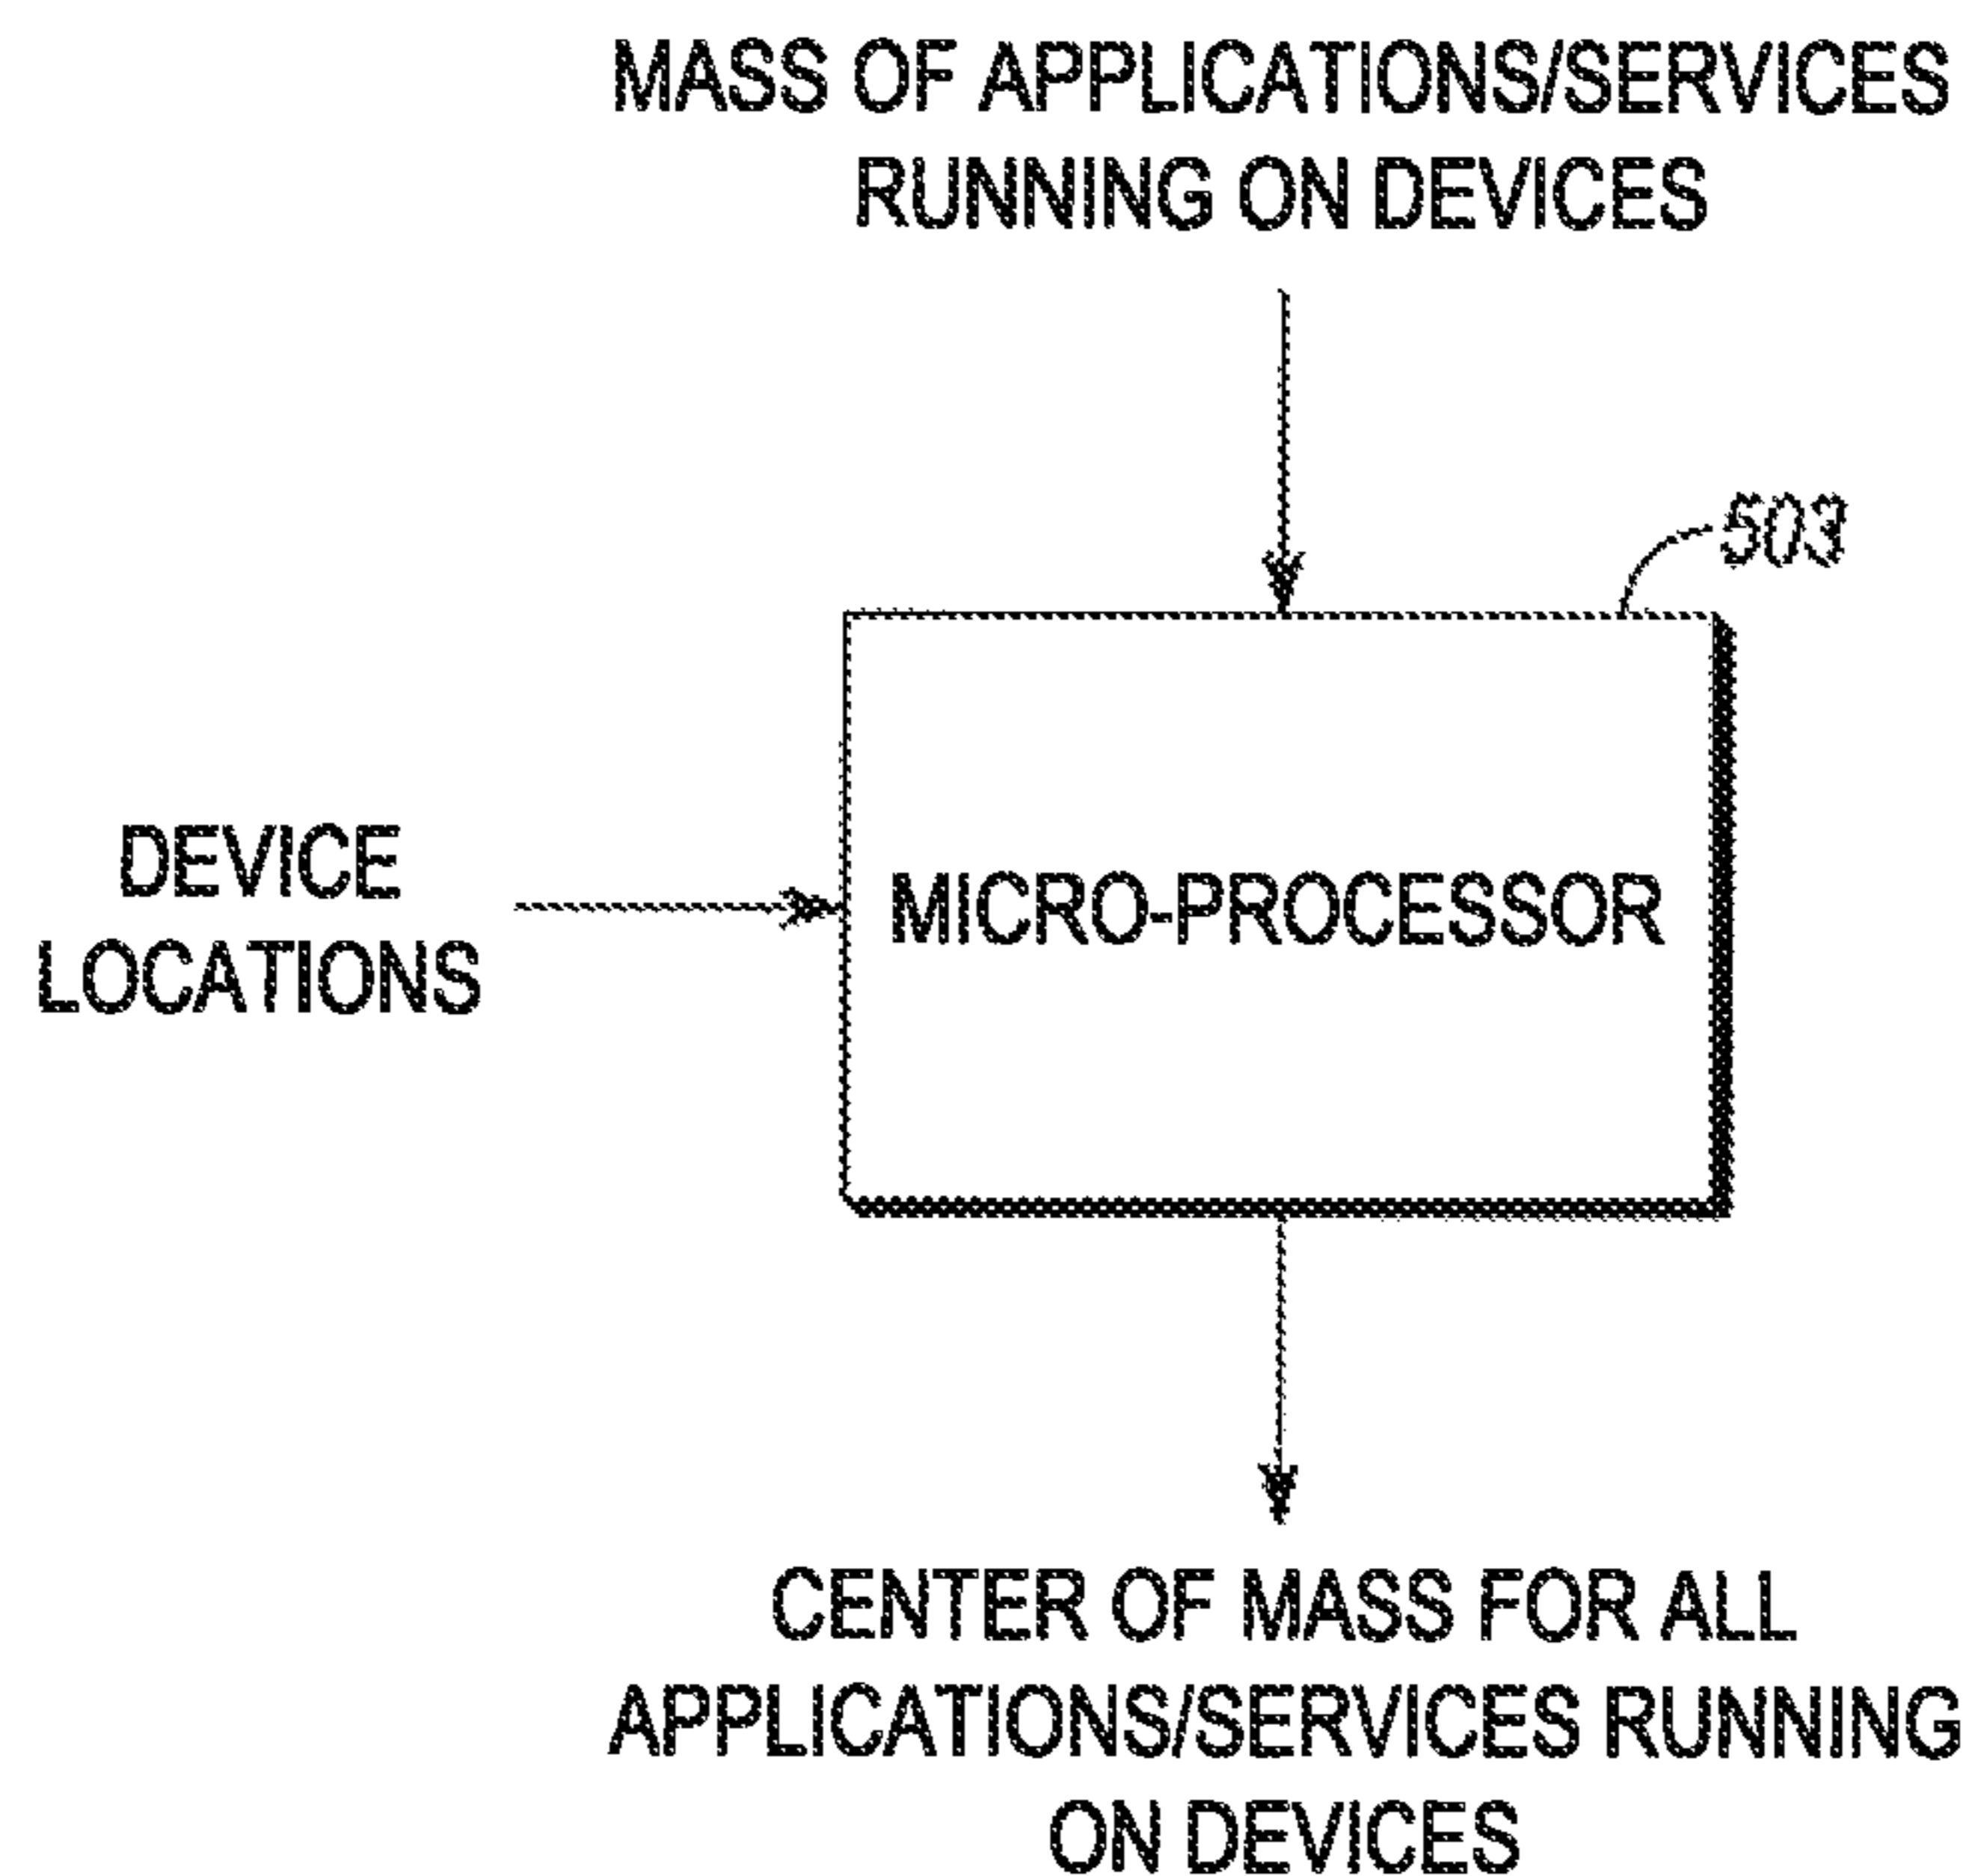 MASS OF APPLICATIONS/SERVICES
RUNNING ON DEVICES
503
DEVICE
LOCATIONS
MICRO-PROCESSOR
CENTER OF MASS FOR ALL
APPLICATIONS/SERVICES RUNNING
ON DEVICES